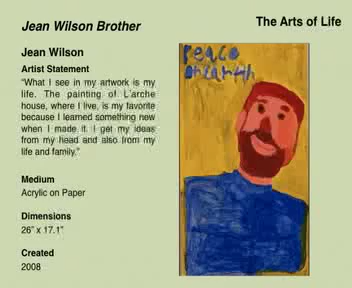 Jean Wilson Brother
The Arts of Life
Jean Wilson
Artist Statement
“What I see in my artwork is my
life. The painting of L'arche
house, where I live, is my favorite
because I learned something new
when I made it. I get my ideas
from my head and also from my
life and family.”
Medium
Acrylic on Paper
Dimensions
26” x 17.1”
Created
2008
peace